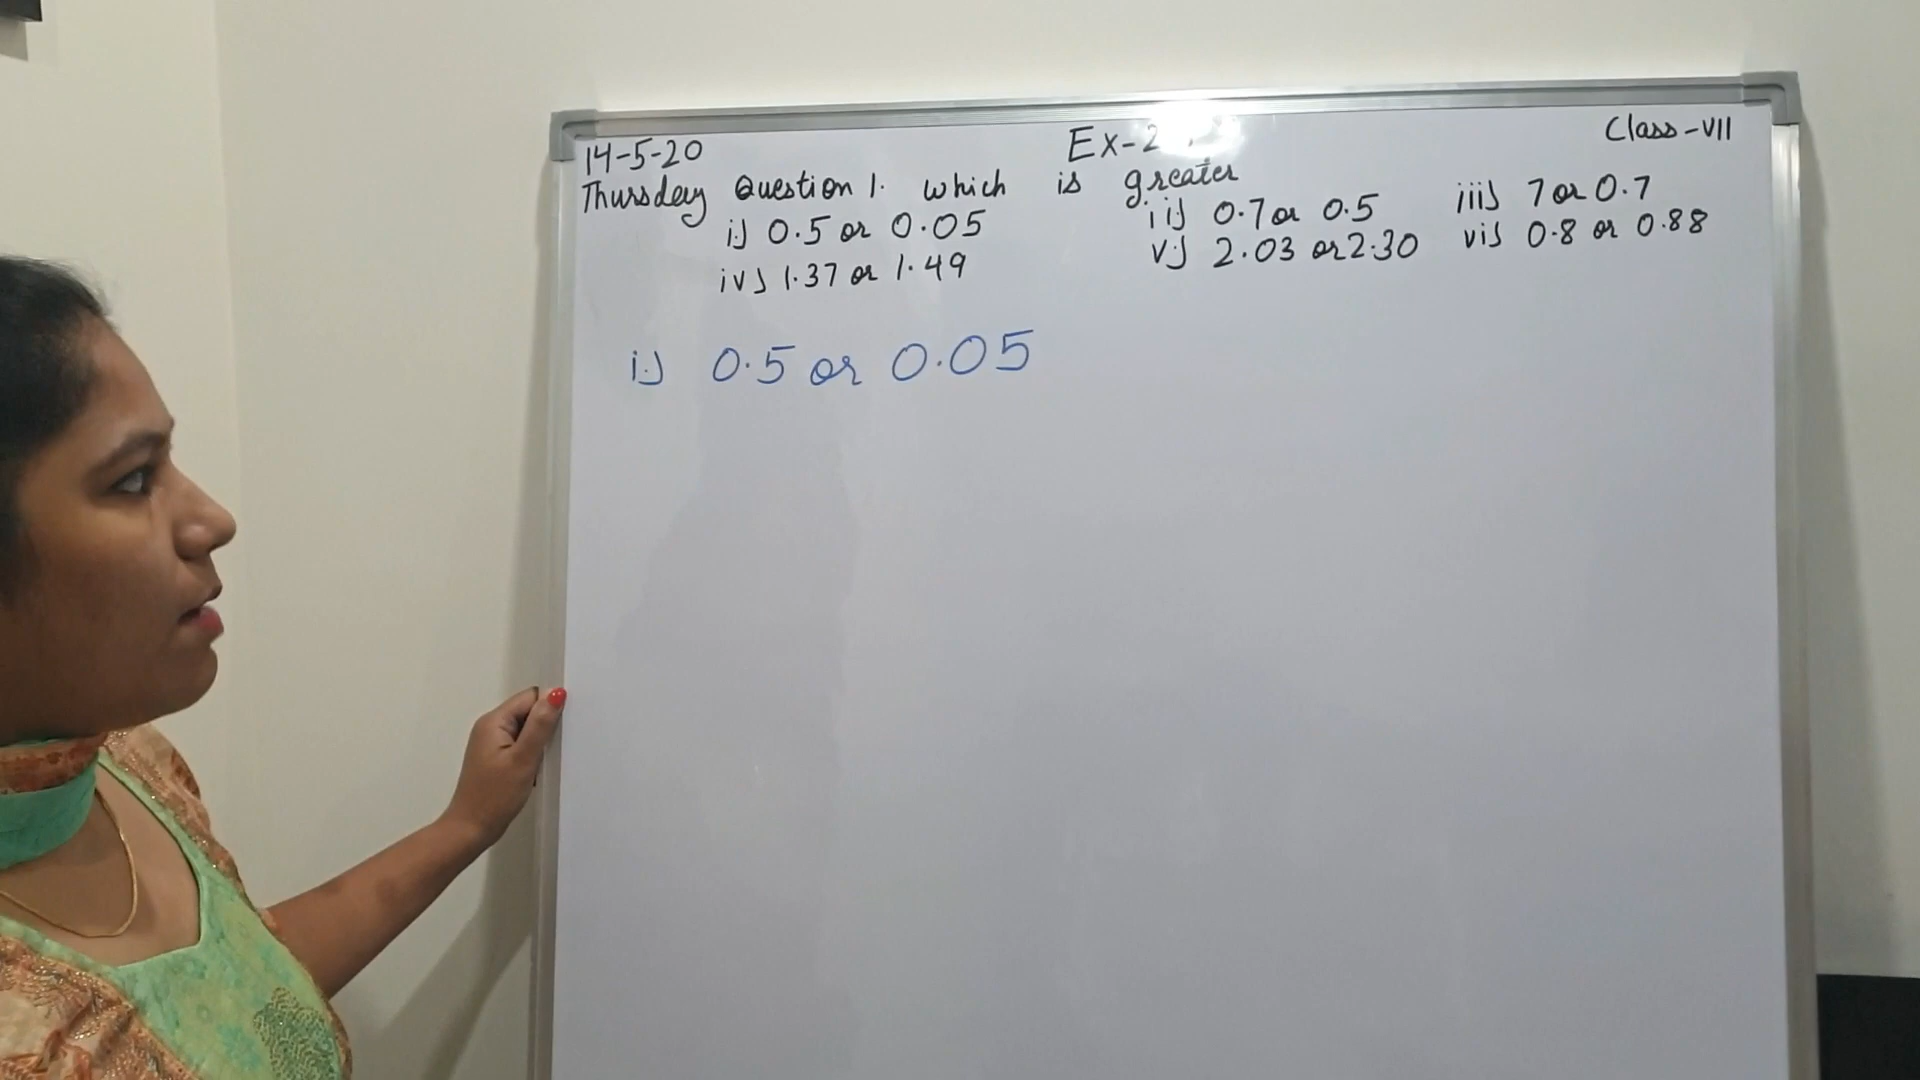 14-5-20 Ex-2. Class-VII
Thursday Question 1. which is greater
i) 0.5 or 0.05 ii) 0.7 or 0.5 iii) 7 or 0.7
iv) 1.37 or 1.49 v) 2.03 or 2.30 vi) 0.8 or 0.88
i) 0.5 or 0.05